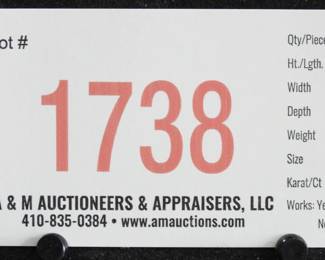 ot #
1738
A & M AUCTIONEERS & APPRAISERS, LLC
410-835-0384 • www.amauctions.com
Qty/Piece
Ht./Lgth.
Width
Depth
Weight
Size
Karat/Ct
Works: Ye
No